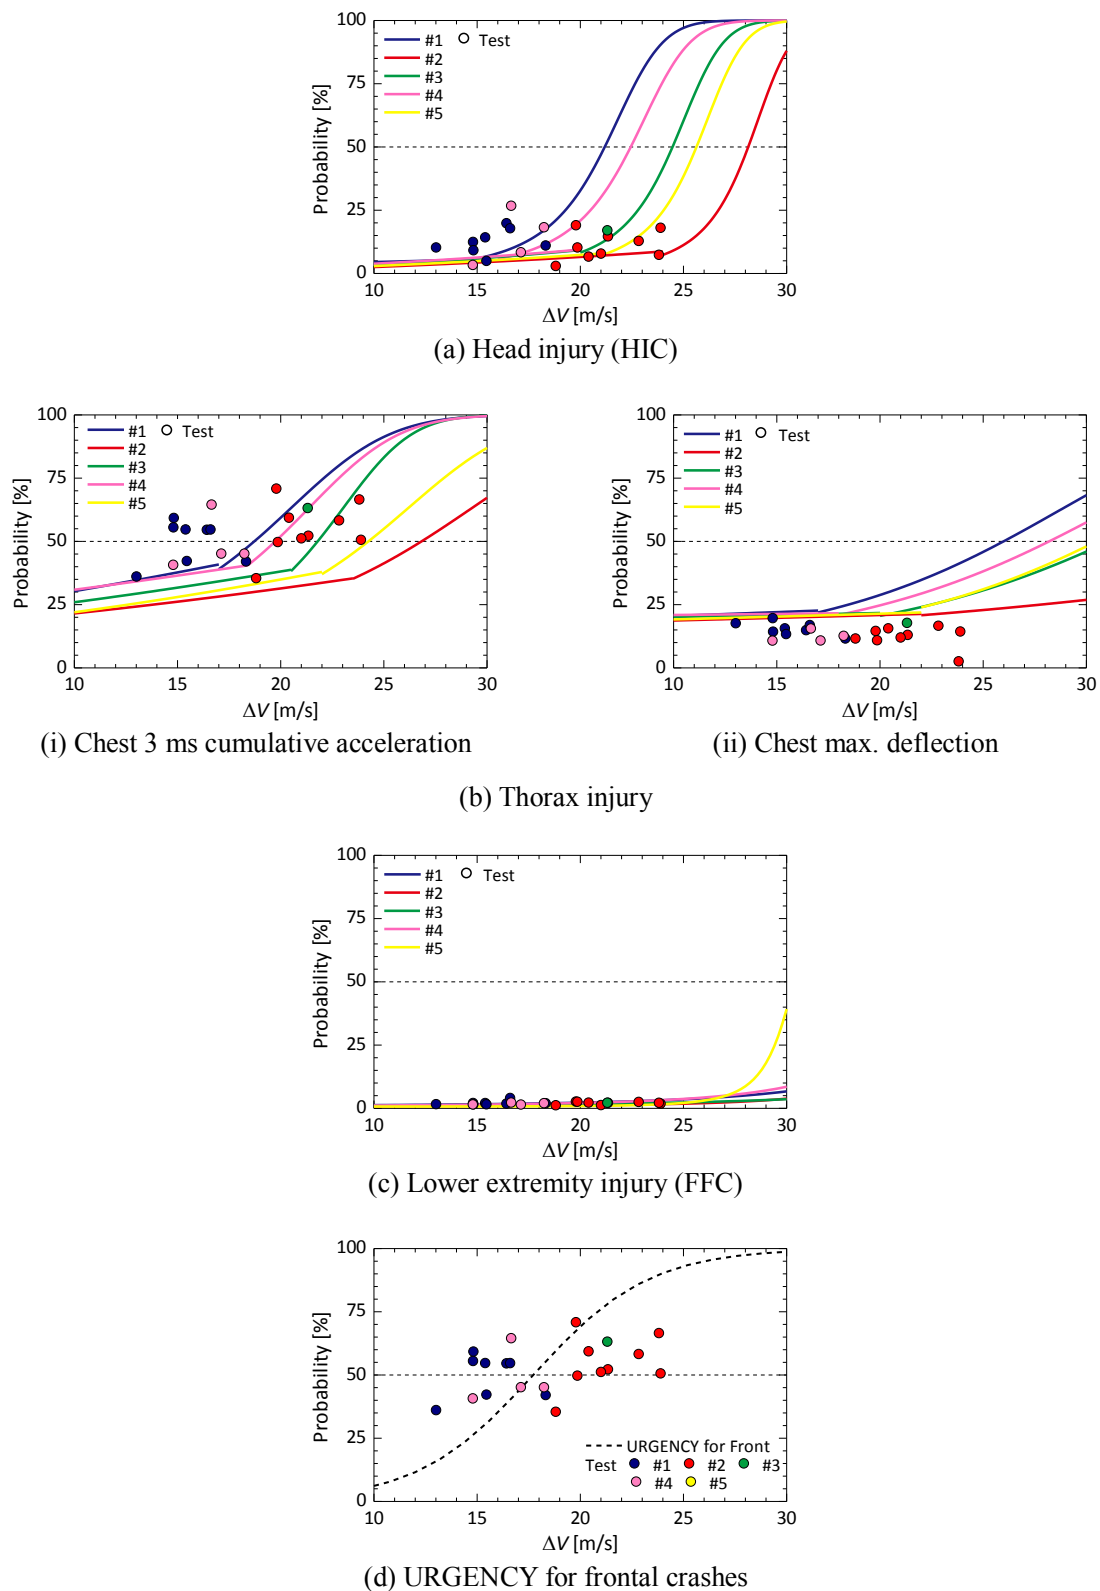 100
75
50
25
0
Probability [%]
#1 Test
#2
#3
#4
#5
10 15 20 25 30
ΔV [m/s]
(a) Head injury (HIC)
100
75
50
25
0
Probability [%]
#1 Test
#2
#3
#4
#5
10 15 20 25 30
ΔV [m/s]
(i) Chest 3 ms cumulative acceleration
100
75
50
25
0
Probability [%]
#1 Test
#2
#3
#4
#5
10 15 20 25 30
ΔV [m/s]
(ii) Chest max. deflection
(b) Thorax injury
100
75
50
25
0
Probability [%]
#1 Test
#2
#3
#4
#5
10 15 20 25 30
ΔV [m/s]
(c) Lower extremity injury (FFC)
100
75
50
25
0
Probability [%]
URGENCY for Front
Test #1 #2 #3
#4 #5
10 15 20 25 30
ΔV [m/s]
(d) URGENCY for frontal crashes